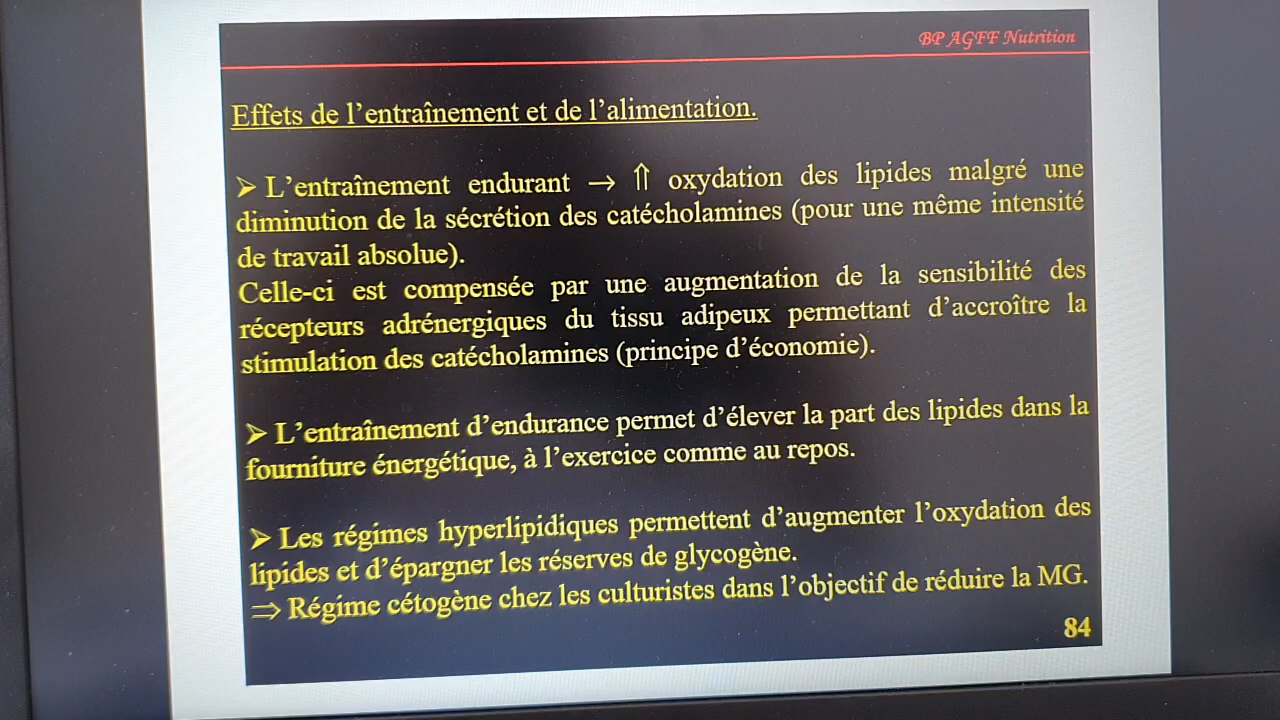 BP AGFF Nutrition
Effets de l'entraînement et de l'alimentation.
➢ L'entraînement endurant → ⇑ oxydation des lipides malgré une
diminution de la sécrétion des catécholamines (pour une même intensité
de travail absolue).
Celle-ci est compensée par une augmentation de la sensibilité des
récepteurs adrénergiques du tissu adipeux permettant d'accroître la
stimulation des catécholamines (principe d'économie).
➢ L'entraînement d'endurance permet d'élever la part des lipides dans la
fourniture énergétique, à l'exercice comme au repos.
➢ Les régimes hyperlipidiques permettent d'augmenter l'oxydation des
lipides et d'épargner les réserves de glycogène.
⇒ Régime cétogène chez les culturistes dans l'objectif de réduire la MG.
84